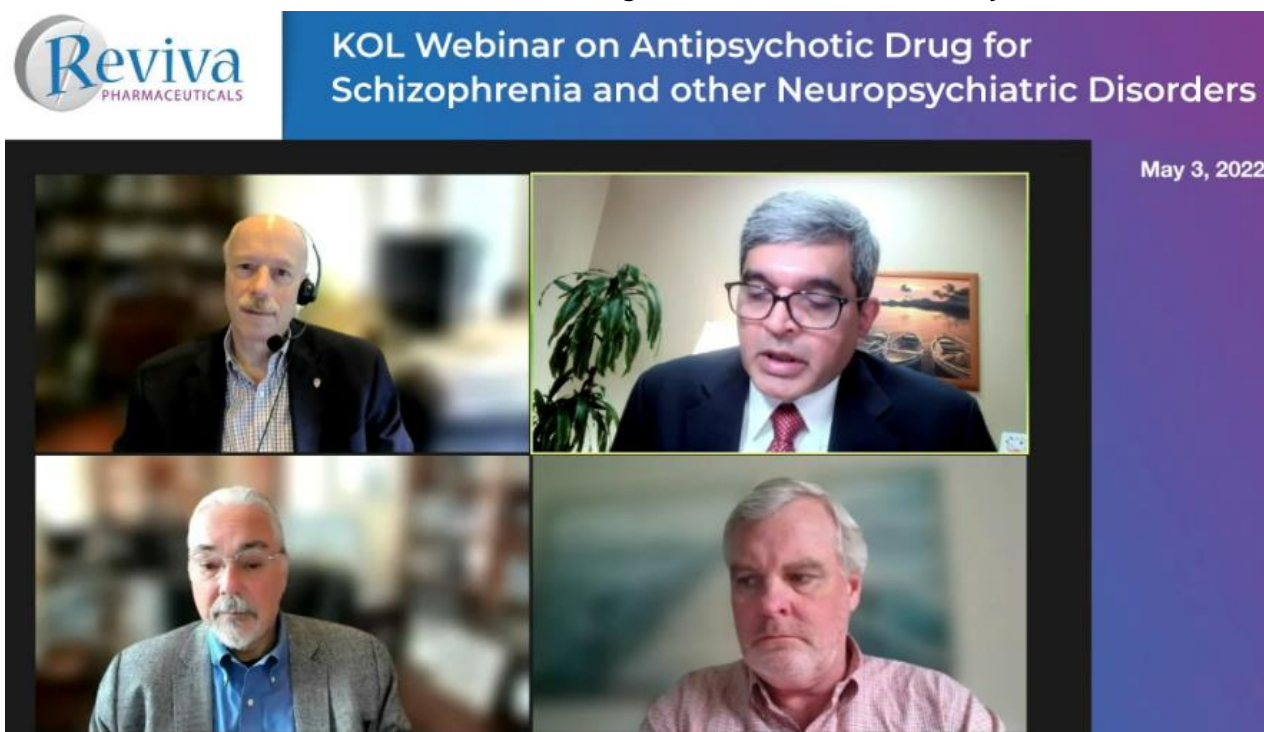 Reviva
PHARMACEUTICALS
KOL Webinar on Antipsychotic Drug for
Schizophrenia and other Neuropsychiatric Disorders
May 3, 2022